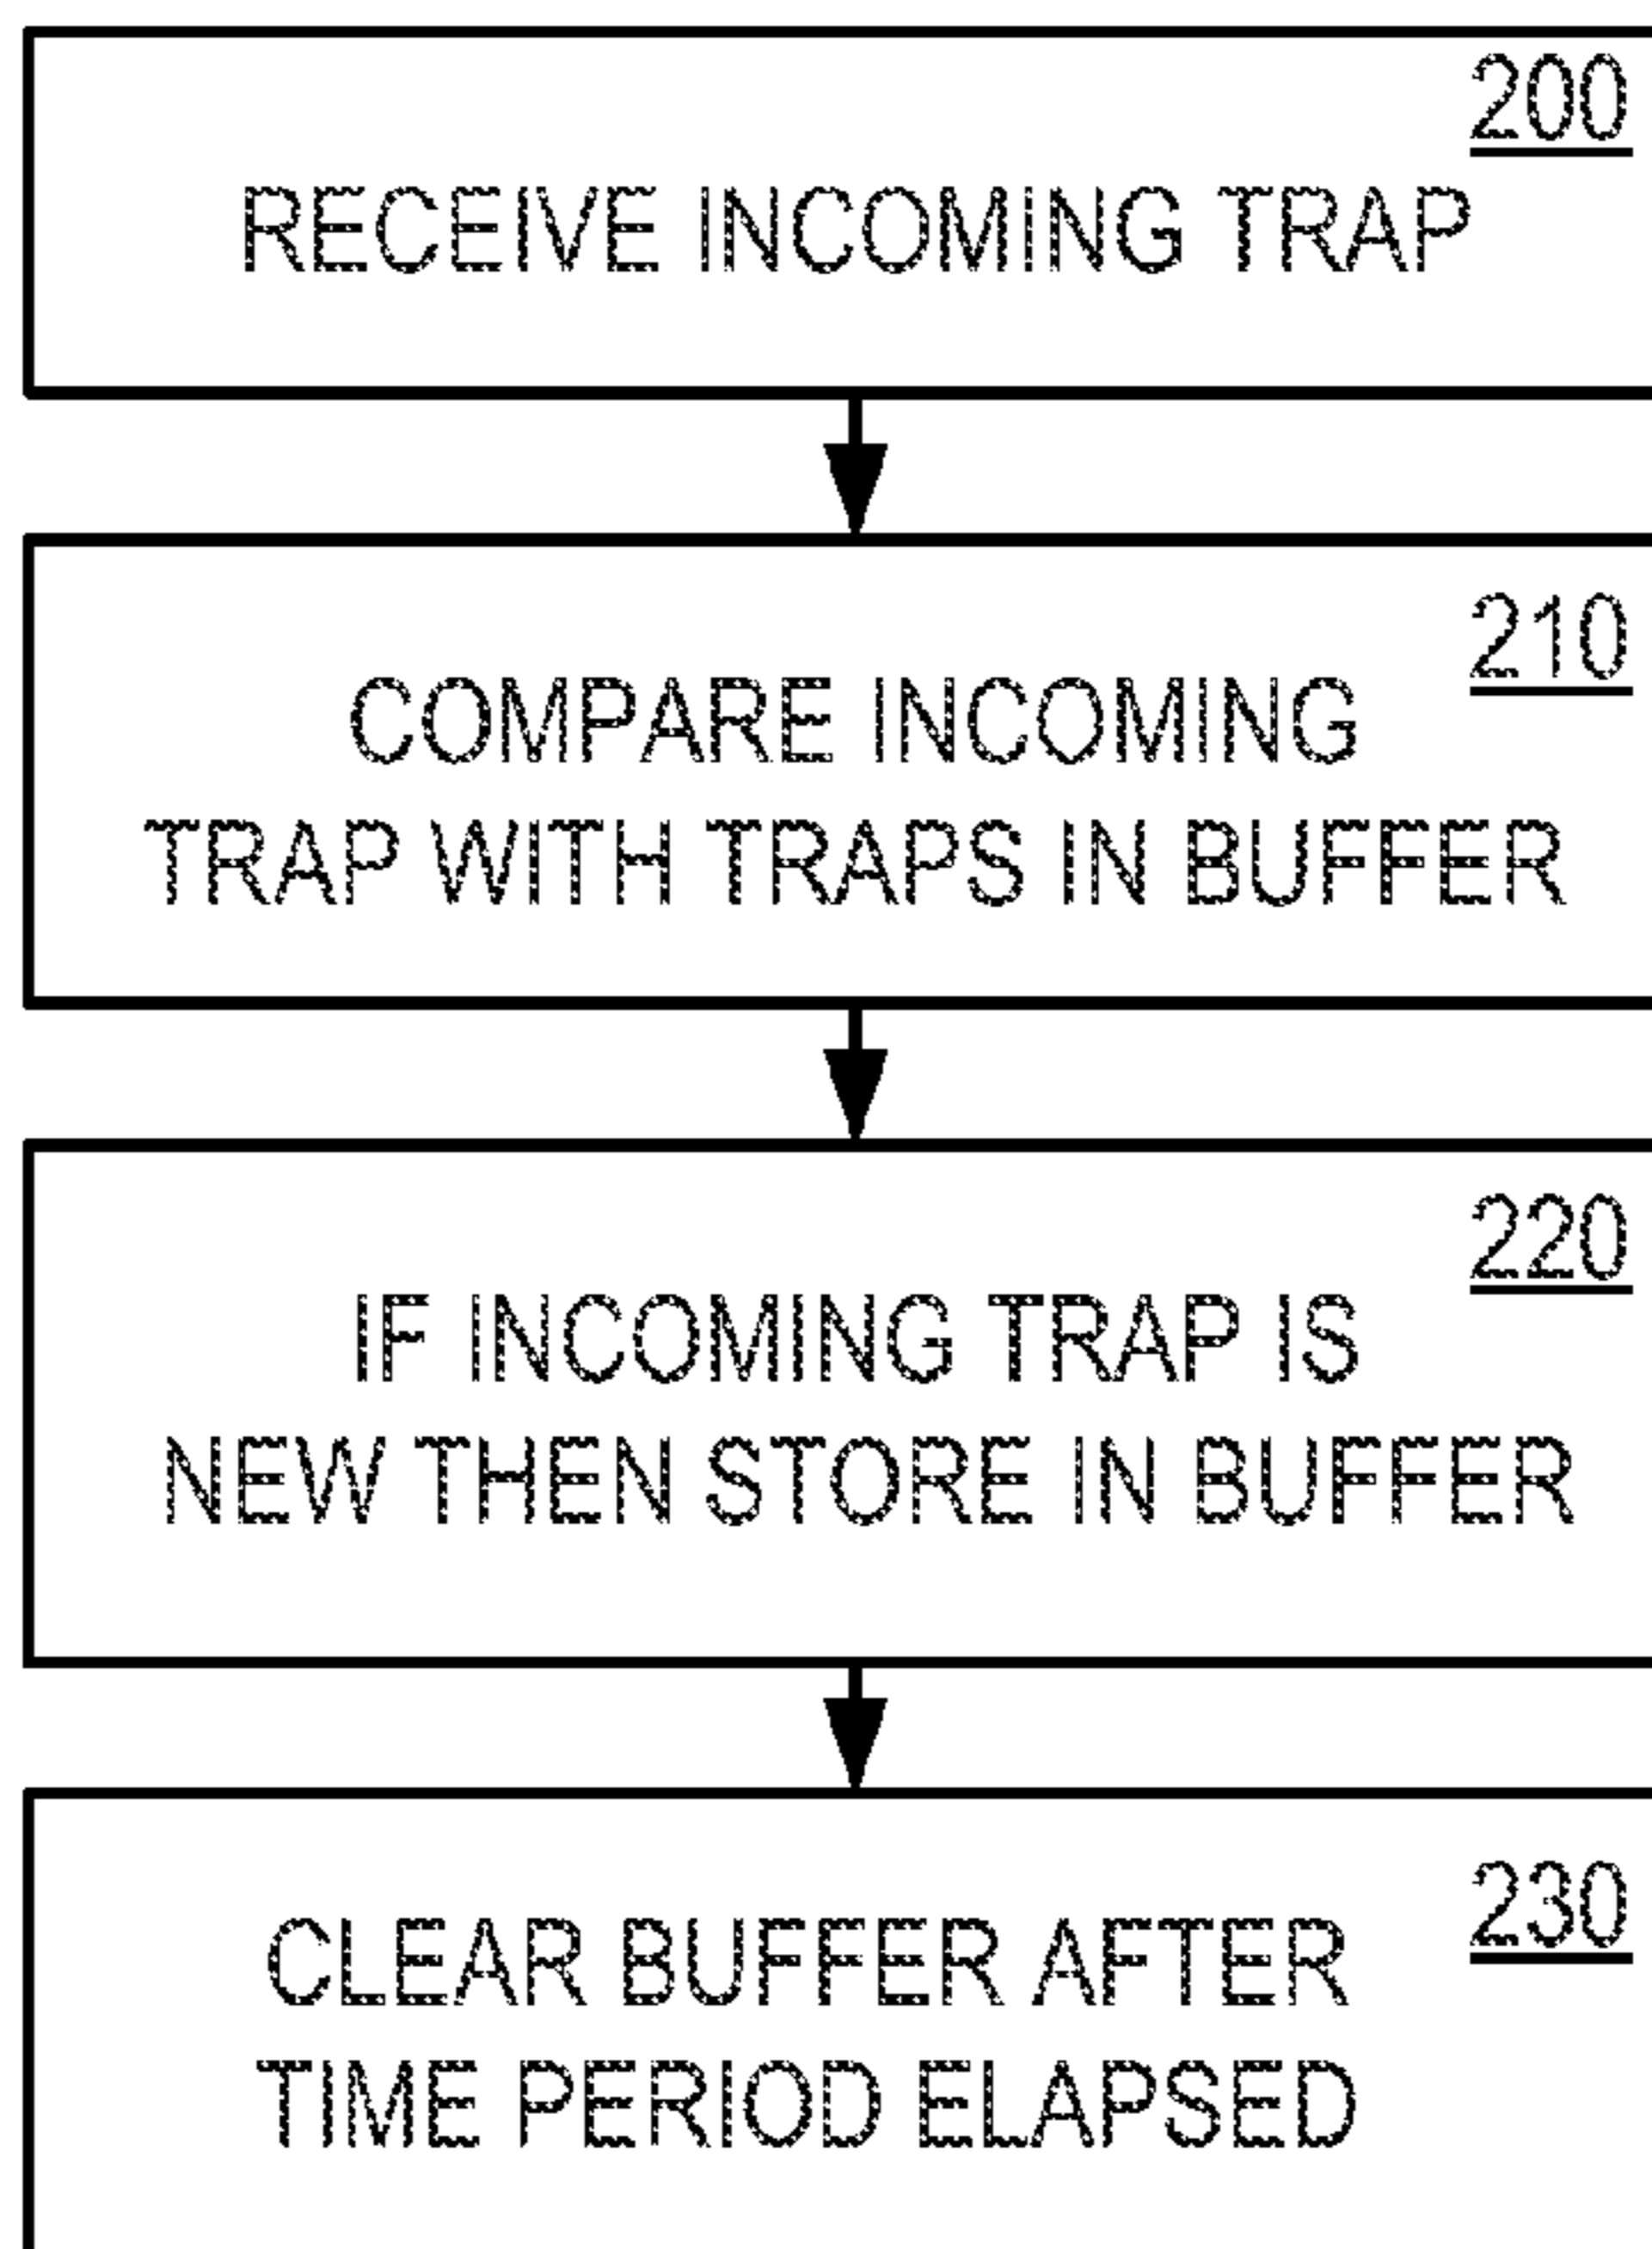 200
RECEIVE INCOMING TRAP
210
COMPARE INCOMING
TRAP WITH TRAPS IN BUFFER
220
IF INCOMING TRAP IS
NEW THEN STORE IN BUFFER
230
CLEAR BUFFER AFTER
TIME PERIOD ELAPSED